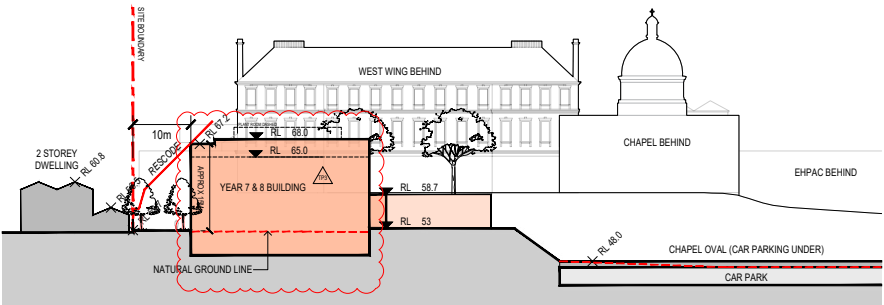 SITE BOUNDARY
WEST WING BEHIND
10m
RL 67.2
RL 68.0
RL 65.0
RESCODE
2 STOREY
DWELLING
RL 60.8
CHAPEL BEHIND
EHPAC BEHIND
YEAR 7 & 8 BUILDING
TP3
RL 58.7
RL 53
NATURAL GROUND LINE
RL 48.0
CHAPEL OVAL (CAR PARKING UNDER)
CAR PARK